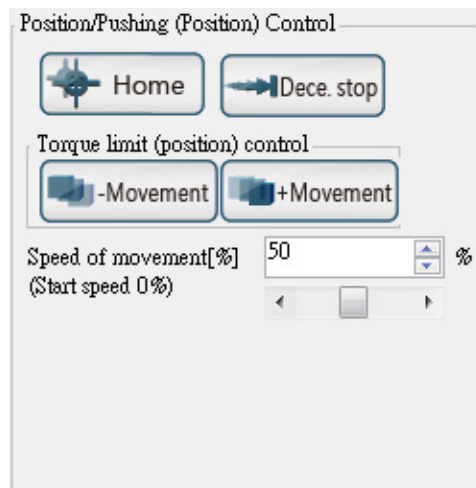 Position/Pushing (Position) Control
Home
Dece. stop
Torque limit (position) control
-Movement
+Movement
Speed of movement[%]
50
%
(Start speed 0%)